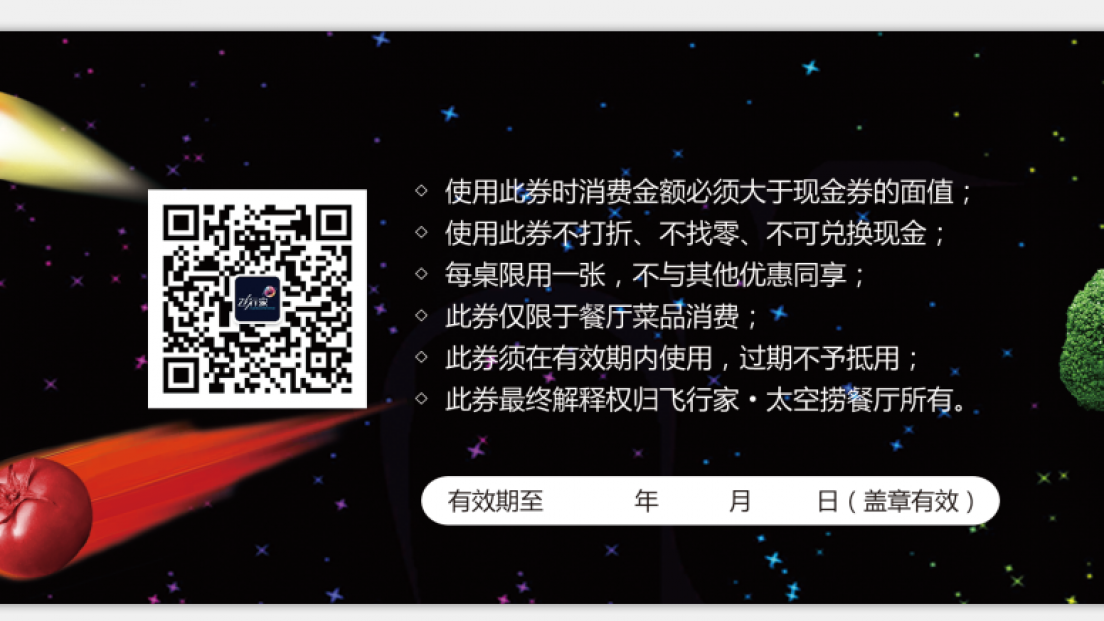 ◇ 使用此券时消费金额必须大于现金券的面值；
◇ 使用此券不打折、不找零、不可兑换现金；
◇ 每桌限用一张，不与其他优惠同享；
◇ 此券仅限于餐厅菜品消费；
◇ 此券须在有效期内使用，过期不予抵用；
◇ 此券最终解释权归飞行家•太空捞餐厅所有。
有效期至 年 月 日（盖章有效）